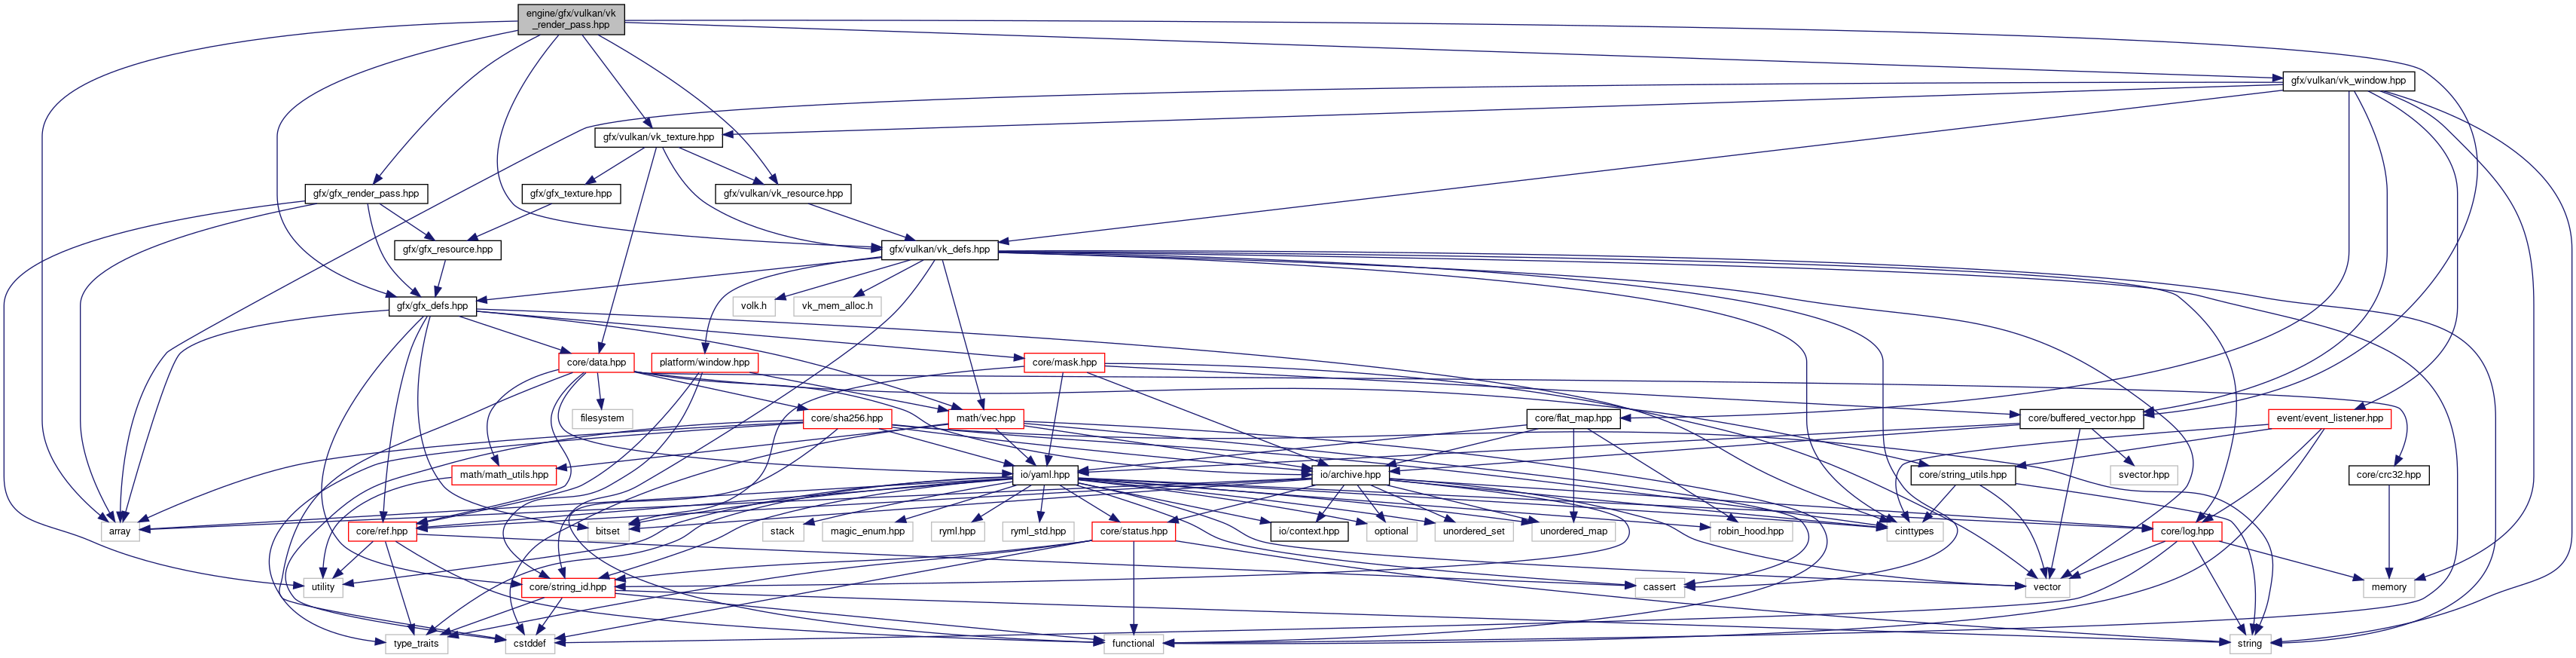 engine/gfx/vulkan/vk
_render_pass.hpp
gfx/vulkan/vk_window.hpp
gfx/vulkan/vk_texture.hpp
gfx/gfx_render_pass.hpp
gfx/gfx_texture.hpp
gfx/vulkan/vk_resource.hpp
gfx/gfx_resource.hpp
gfx/vulkan/vk_defs.hpp
gfx/gfx_defs.hpp
volk.h
vk_mem_alloc.h
core/data.hpp
platform/window.hpp
core/mask.hpp
filesystem
core/sha256.hpp
math/vec.hpp
core/flat_map.hpp
core/buffered_vector.hpp
event/event_listener.hpp
math/math_utils.hpp
io/yaml.hpp
io/archive.hpp
core/string_utils.hpp
svector.hpp
core/crc32.hpp
array
core/ref.hpp
bitset
stack
magic_enum.hpp
ryml.hpp
ryml_std.hpp
core/status.hpp
io/context.hpp
optional
unordered_set
unordered_map
robin_hood.hpp
cinttypes
core/log.hpp
utility
core/string_id.hpp
cassert
vector
memory
type_traits
cstddef
functional
string